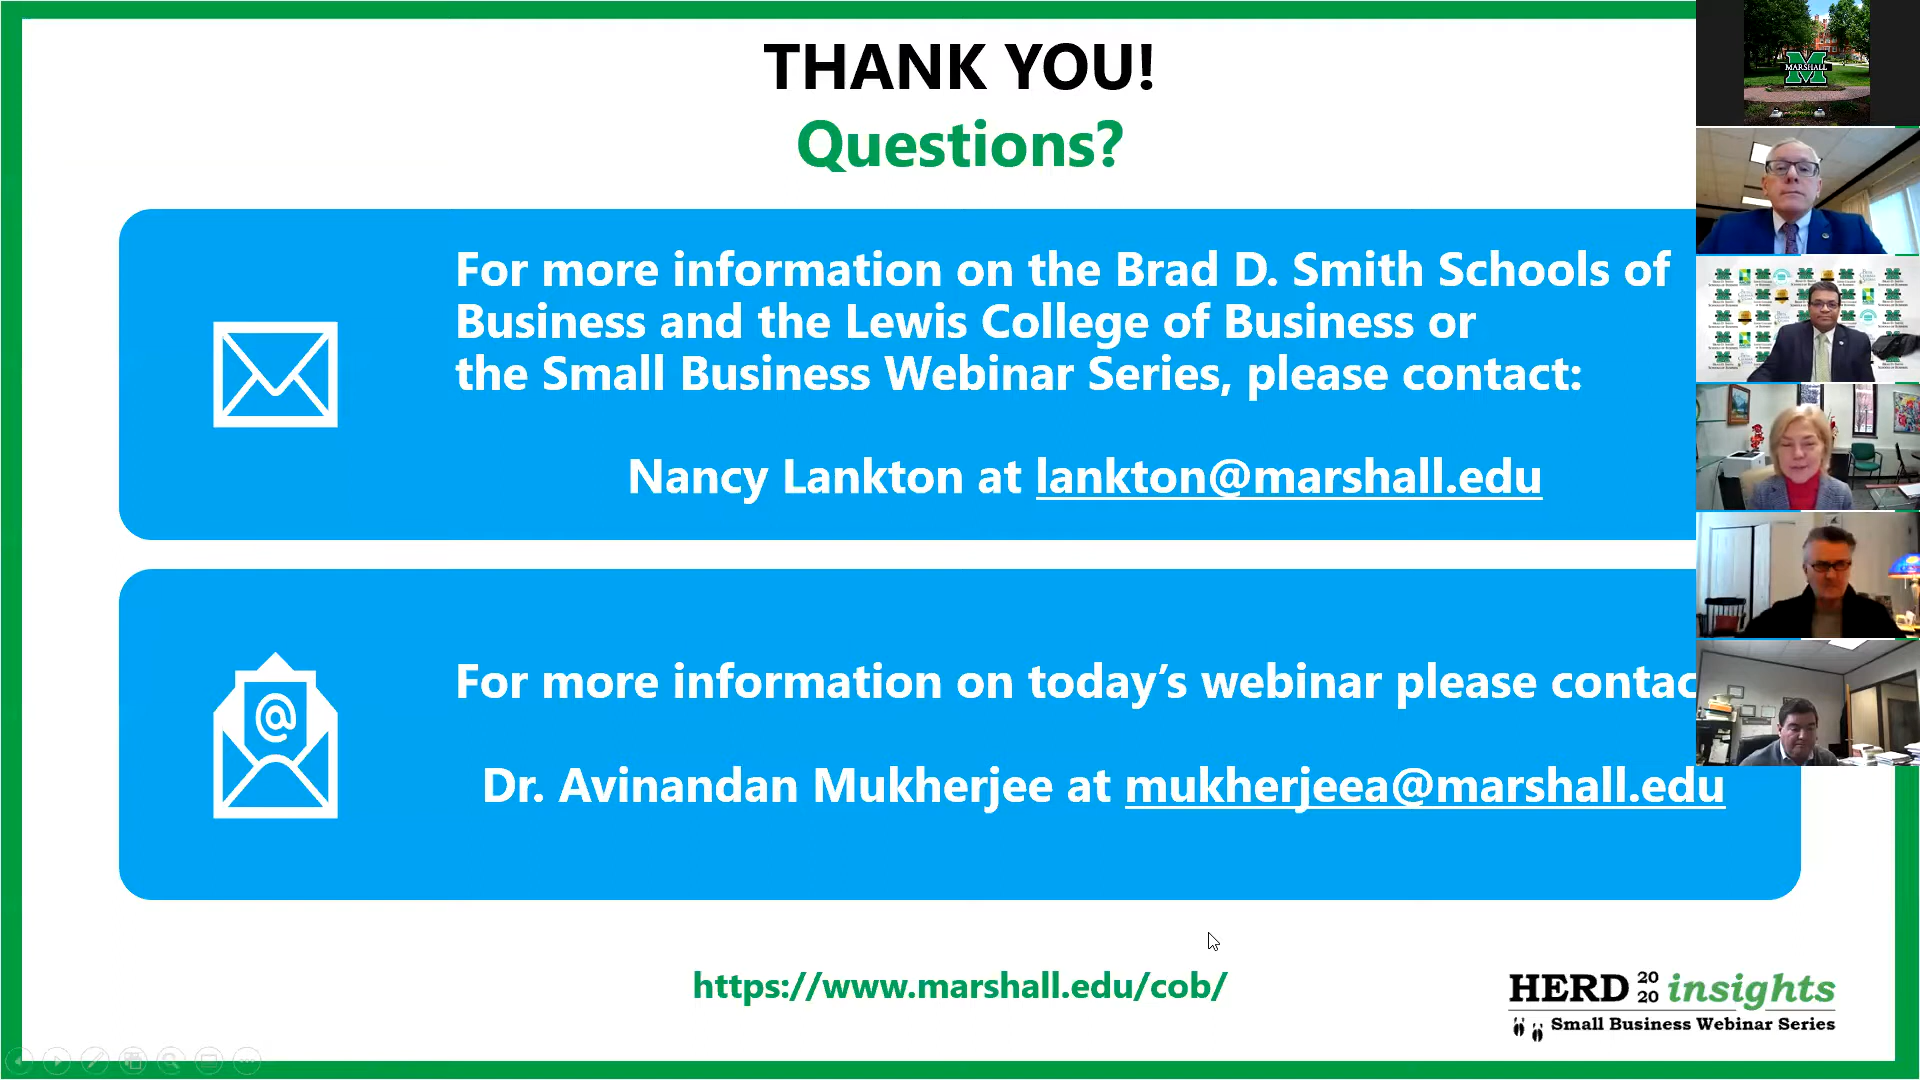 THANK YOU!
Questions?
For more information on the Brad D. Smith Schools of
Business and the Lewis College of Business or
the Small Business Webinar Series, please contact:
Nancy Lankton at lankton@marshall.edu
@
For more information on today’s webinar please contac
Dr. Avinandan Mukherjee at mukherjeea@marshall.edu
https://www.marshall.edu/cob/
HERD 20 20 insights
Small Business Webinar Series
M
MARSHALL